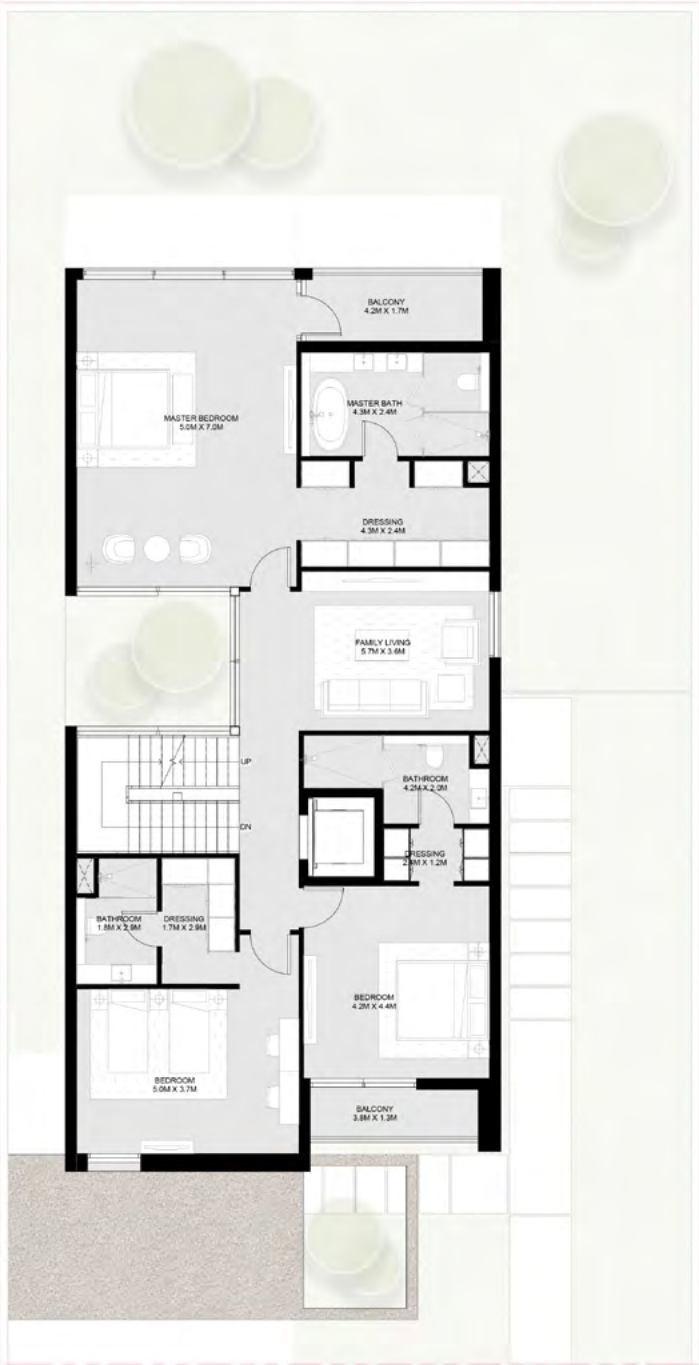 BALCONY
4.2M X 1.7M
MASTER BATH
4.3M X 2.4M
MASTER BEDROOM
5.0M X 7.0M
DRESSING
4.3M X 2.4M
FAMILY LIVING
5.7M X 3.6M
UP
BATHROOM
4.2M X 2.0M
DN
DRESSING
X 1.2M
BATHROOM
1.8M X 2.9M
DRESSING
1.7M X 2.9M
BEDROOM
4.2M X 4.4M
BEDROOM
5.0M X 3.7M
BALCONY
3.8M X 1.3M